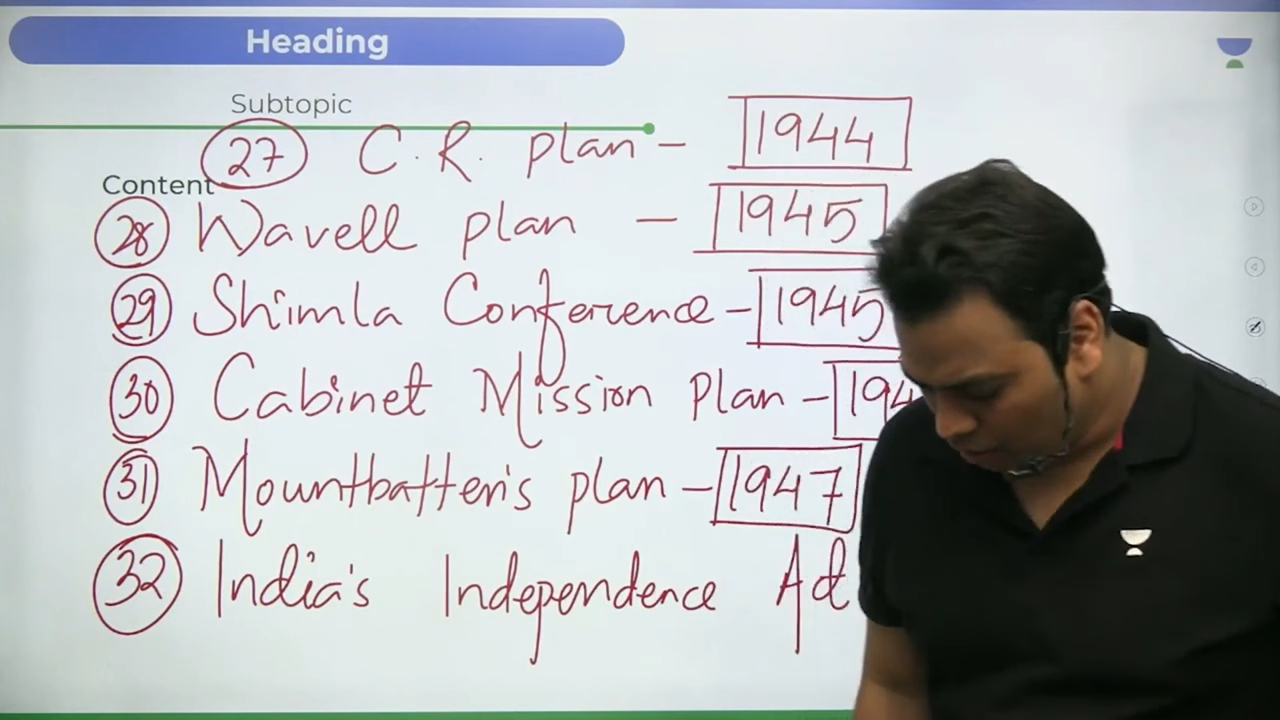 Heading
Subtopic
27 C.R. plan - 1944
Content
28 Wavell plan - 1945
29 Shimla Conference - 1945
30 Cabinet Mission Plan - 194
31 Mountbatten's plan - 1947
32 India's Independence Act